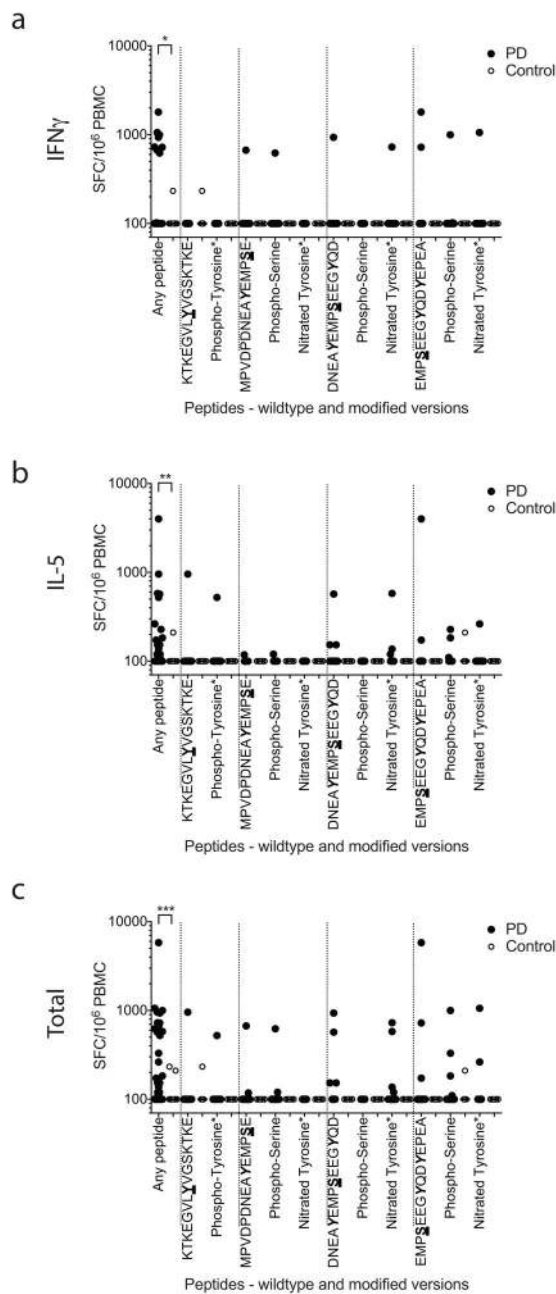 a
IFNγ
SFC/10⁶ PBMC
10000
1000
100
*
PD
Control
Any peptide
KTKEGVLYVGSKTKE
Phospho-Tyrosine*
MPVDPDNEAYEMPSE
Phospho-Serine
Nitrated Tyrosine*
DNEAYEMPSEEGYQD
Phospho-Serine
Nitrated Tyrosine*
EMPSEEGYQDYEPEA
Phospho-Serine
Nitrated Tyrosine*
Peptides - wildtype and modified versions
b
IL-5
SFC/10⁶ PBMC
10000
1000
100
**
PD
Control
Any peptide
KTKEGVLYVGSKTKE
Phospho-Tyrosine*
MPVDPDNEAYEMPSE
Phospho-Serine
Nitrated Tyrosine*
DNEAYEMPSEEGYQD
Phospho-Serine
Nitrated Tyrosine*
EMPSEEGYQDYEPEA
Phospho-Serine
Nitrated Tyrosine*
Peptides - wildtype and modified versions
c
Total
SFC/10⁶ PBMC
10000
1000
100
***
PD
Control
Any peptide
KTKEGVLYVGSKTKE
Phospho-Tyrosine*
MPVDPDNEAYEMPSE
Phospho-Serine
Nitrated Tyrosine*
DNEAYEMPSEEGYQD
Phospho-Serine
Nitrated Tyrosine*
EMPSEEGYQDYEPEA
Phospho-Serine
Nitrated Tyrosine*
Peptides - wildtype and modified versions